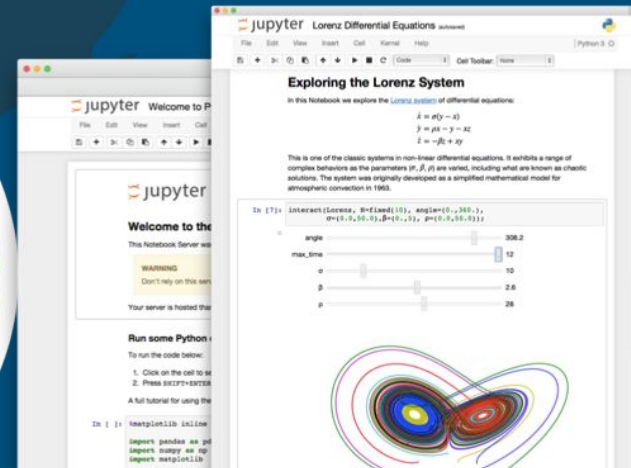 jupyter Lorenz Differential Equations (autosaved)
File Edit View Insert Cell Kernel Help Python 3
Code Cell Toolbar: None
Exploring the Lorenz System
In this Notebook we explore the Lorenz system of differential equations:
ẋ = σ(y − x)
ẏ = ρx − y − xz
ż = −βz + xy
This is one of the classic systems in non-linear differential equations. It exhibits a range of
complex behaviors as the parameters (σ, β, ρ) are varied, including what are known as chaotic
solutions. The system was originally developed as a simplified mathematical model for
atmospheric convection in 1963.
In [7]: interact(Lorenz, N=fixed(10), angle=(0.,360.),
σ=(0.0,50.0),β=(0.,5), ρ=(0.0,50.0));
angle 308.2
max_time 12
σ 10
β 2.6
ρ 28
jupyter Welcome to P
File Edit View Insert Cell
jupyter
Welcome to the
This Notebook Server was
WARNING
Don't rely on this serv
Your server is hosted than
Run some Python
To run the code below:
1. Click on the cell to se
2. Press SHIFT+ENTER
A full tutorial for using the
In [ ]: %matplotlib inline
import pandas as pd
import numpy as np
import matplotlib